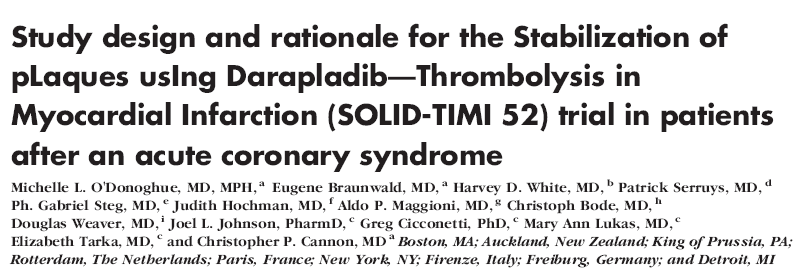 Study design and rationale for the Stabilization of
pLaques usIng Darapladib—Thrombolysis in
Myocardial Infarction (SOLID-TIMI 52) trial in patients
after an acute coronary syndrome
Michelle L. O'Donoghue, MD, MPH,a Eugene Braunwald, MD,a Harvey D. White, MD,b Patrick Serruys, MD,d
Ph. Gabriel Steg, MD,e Judith Hochman, MD,f Aldo P. Maggioni, MD,g Christoph Bode, MD,h
Douglas Weaver, MD,i Joel L. Johnson, PharmD,c Greg Cicconetti, PhD,c Mary Ann Lukas, MD,c
Elizabeth Tarka, MD,c and Christopher P. Cannon, MDa Boston, MA; Auckland, New Zealand; King of Prussia, PA;
Rotterdam, The Netherlands; Paris, France; New York, NY; Firenze, Italy; Freiburg, Germany; and Detroit, MI